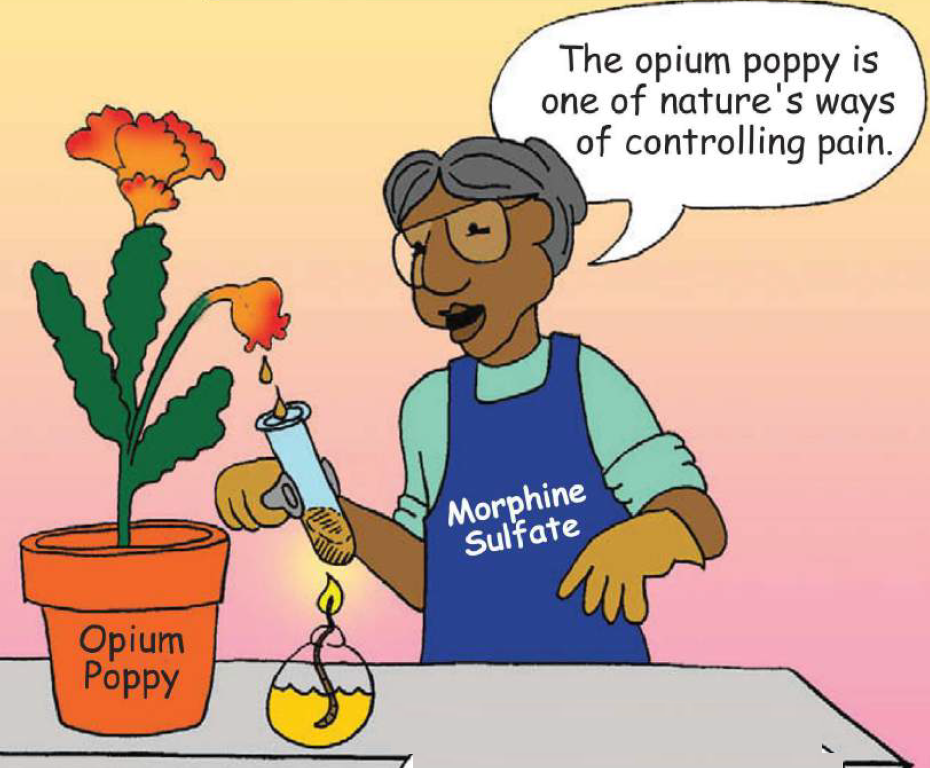 The opium poppy is
one of nature's ways
of controlling pain.
Morphine
Sulfate
Opium
Poppy